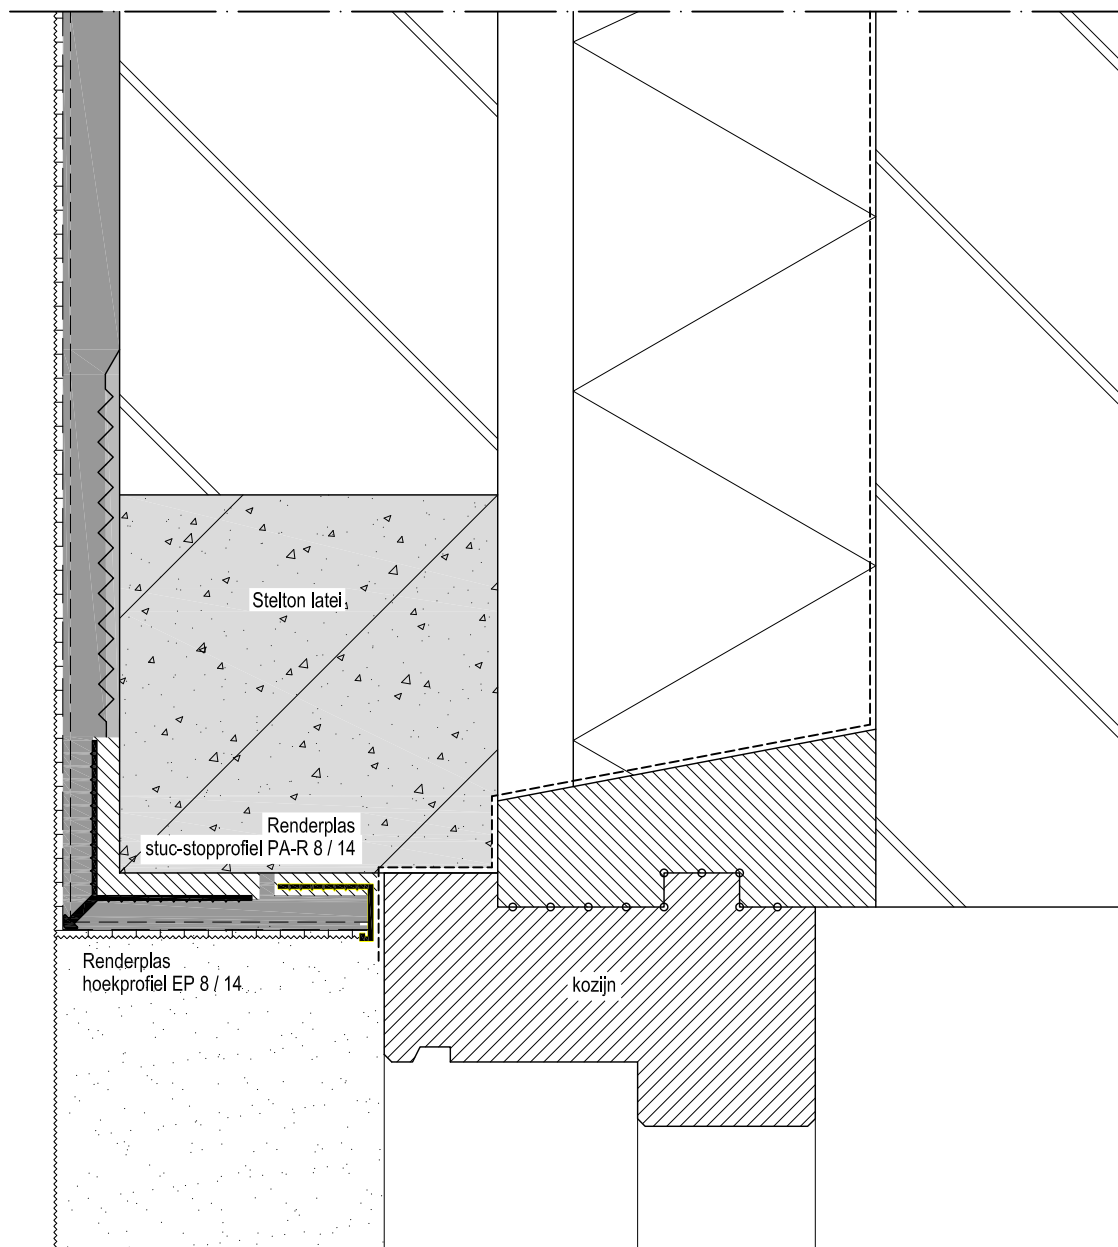 Stelton latei
Renderplas
stuc-stopprofiel PA-R 8 / 14
Renderplas
hoekprofiel EP 8 / 14
kozijn